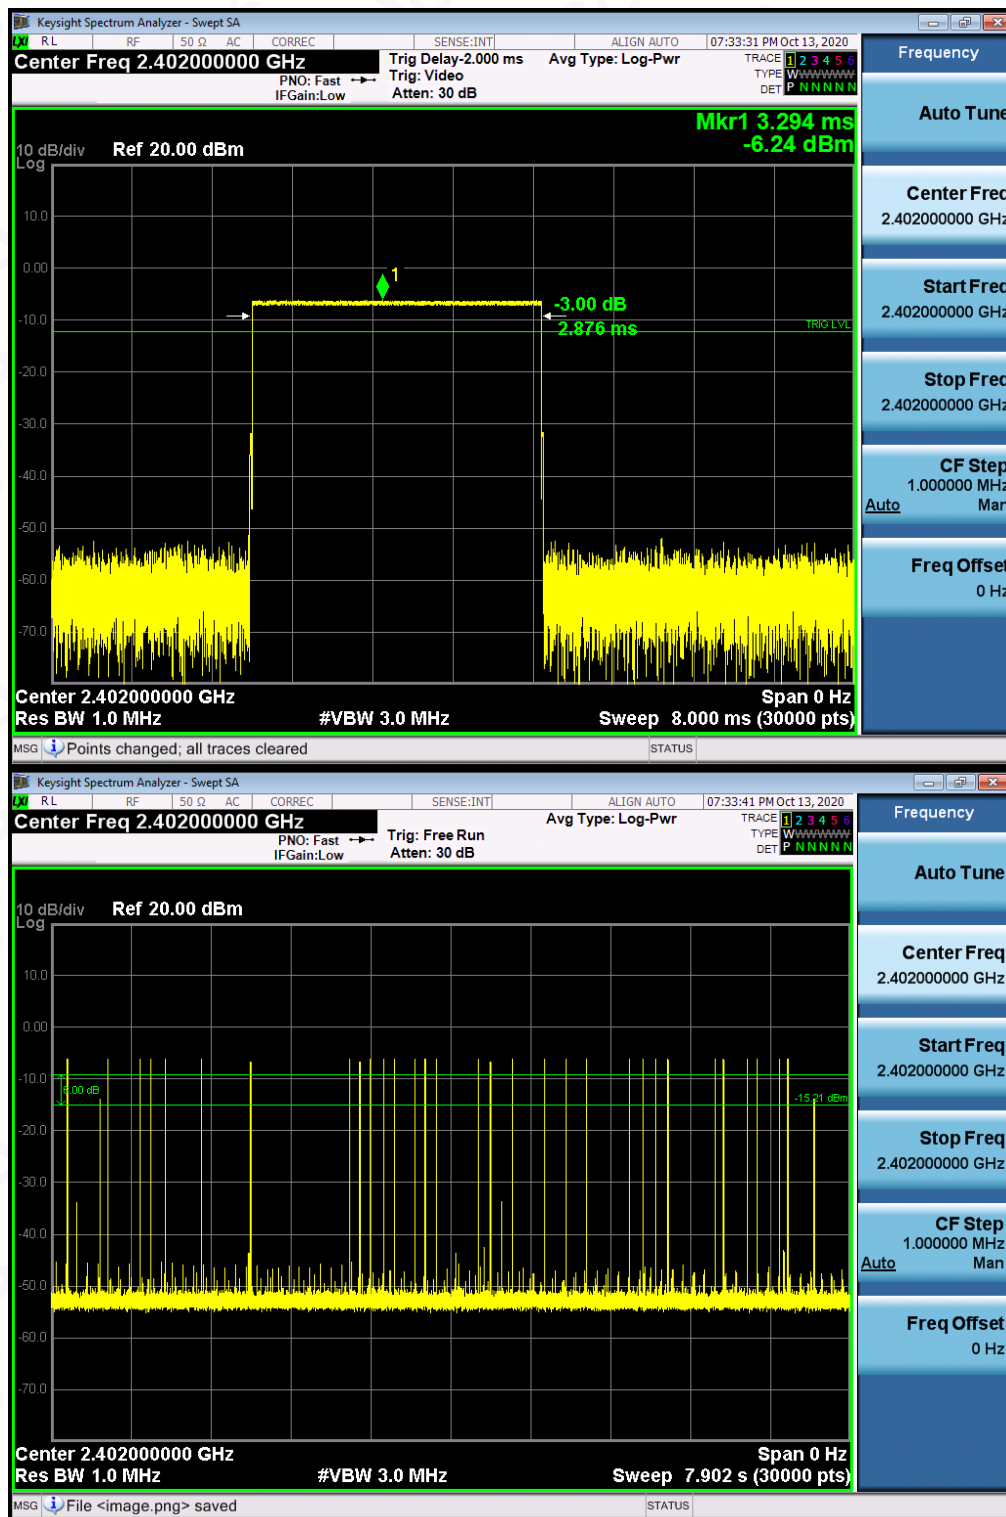 Keysight Spectrum Analyzer - Swept SA
LXI RL RF 50 Ω AC CORREC SENSE:INT ALIGN AUTO 07:33:31 PM Oct 13, 2020
Center Freq 2.402000000 GHz
PNO: Fast
IFGain:Low
Trig Delay-2.000 ms
Trig: Video
Atten: 30 dB
Avg Type: Log-Pwr
TRACE 1 2 3 4 5 6
TYPE WWWWWW
DET P N N N N N
Mkr1 3.294 ms
-6.24 dBm
10 dB/div Ref 20.00 dBm
Log
10.0
0.00
1
-3.00 dB
-10.0
2.876 ms
TRIG LVL
-20.0
-30.0
-40.0
-50.0
-60.0
-70.0
Center 2.402000000 GHz Span 0 Hz
Res BW 1.0 MHz #VBW 3.0 MHz Sweep 8.000 ms (30000 pts)
MSG Points changed; all traces cleared STATUS
Frequency
Auto Tune
Center Freq
2.402000000 GHz
Start Freq
2.402000000 GHz
Stop Freq
2.402000000 GHz
CF Step
1.000000 MHz
Auto Man
Freq Offset
0 Hz
Keysight Spectrum Analyzer - Swept SA
LXI RL RF 50 Ω AC CORREC SENSE:INT ALIGN AUTO 07:33:41 PM Oct 13, 2020
Center Freq 2.402000000 GHz
PNO: Fast
IFGain:Low
Trig: Free Run
Atten: 30 dB
Avg Type: Log-Pwr
TRACE 1 2 3 4 5 6
TYPE WWWWWW
DET P N N N N N
10 dB/div Ref 20.00 dBm
Log
10.0
0.00
-10.0
6.00 dB
-15.21 dBm
-20.0
-30.0
-40.0
-50.0
-60.0
-70.0
Center 2.402000000 GHz Span 0 Hz
Res BW 1.0 MHz #VBW 3.0 MHz Sweep 7.902 s (30000 pts)
MSG File <image.png> saved STATUS
Frequency
Auto Tune
Center Freq
2.402000000 GHz
Start Freq
2.402000000 GHz
Stop Freq
2.402000000 GHz
CF Step
1.000000 MHz
Auto Man
Freq Offset
0 Hz